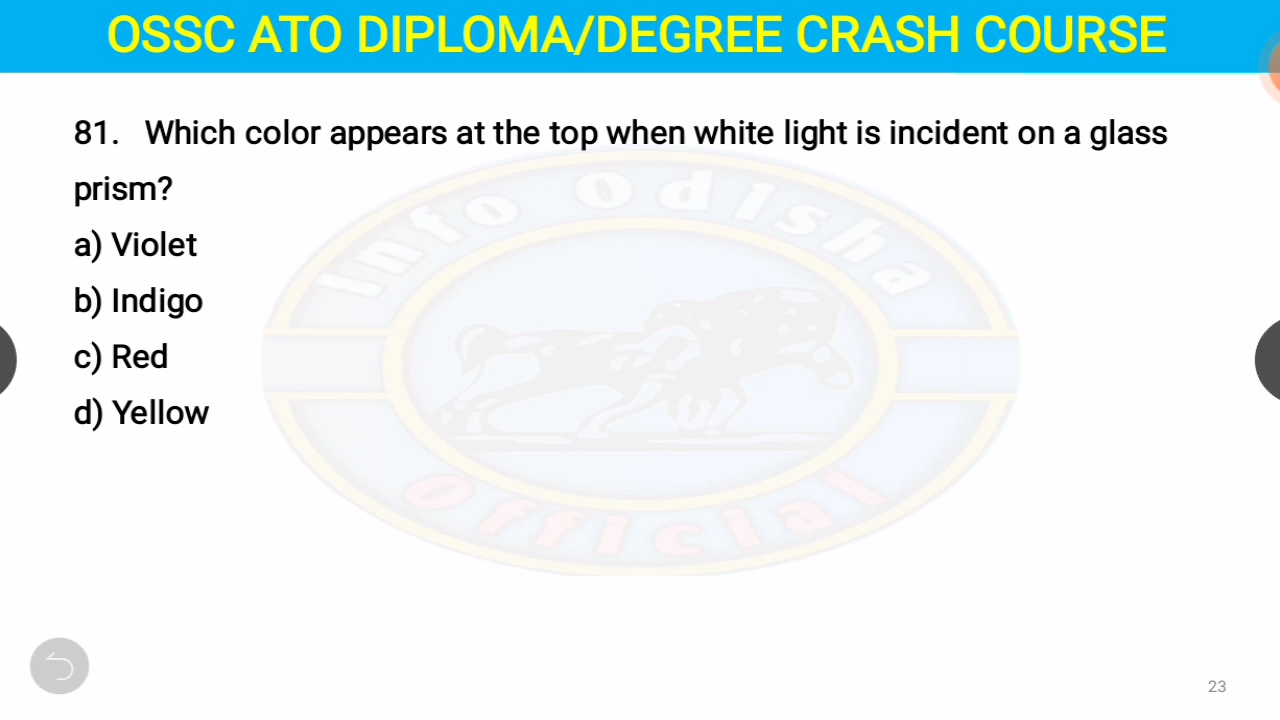 OSSC ATO DIPLOMA/DEGREE CRASH COURSE
81. Which color appears at the top when white light is incident on a glass
prism?
a) Violet
b) Indigo
c) Red
d) Yellow
Info Odisha
Official
23